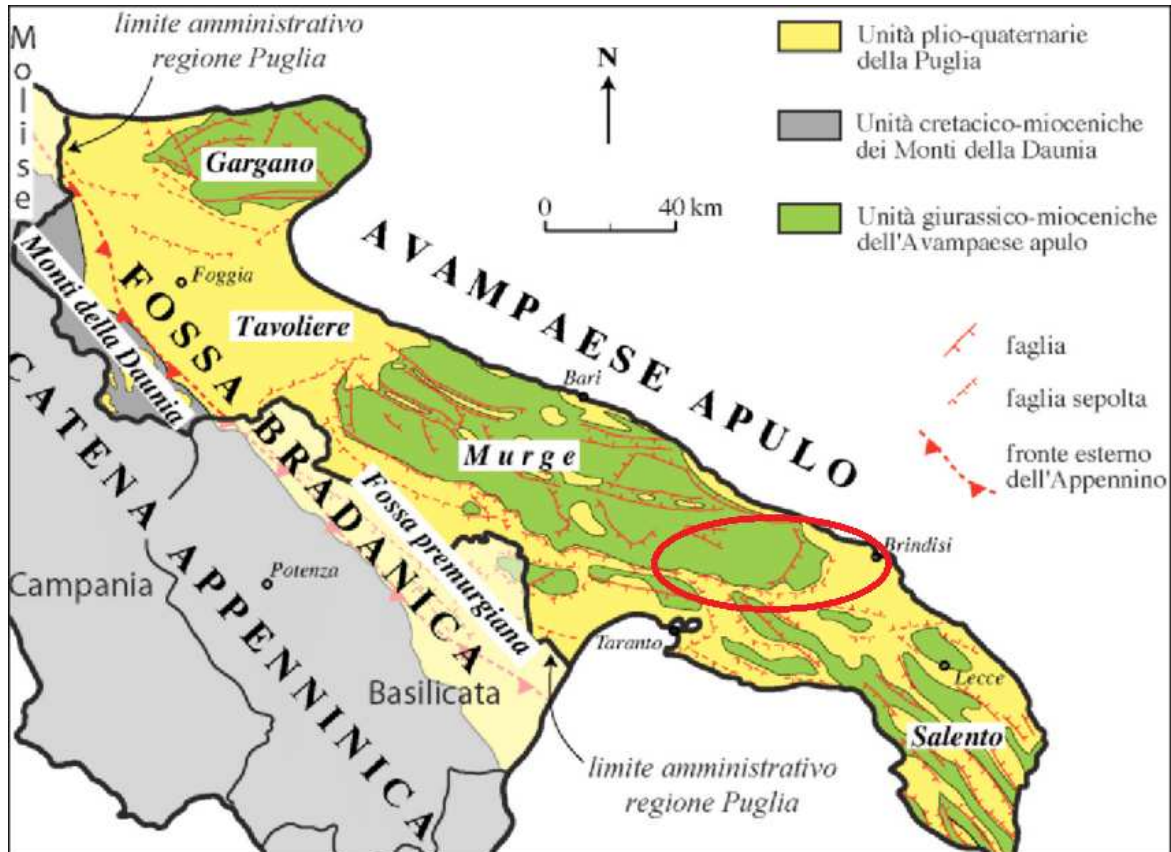 limite amministrativo
regione Puglia
Molise
N
0 40 km
Unità plio-quaternarie
della Puglia
Unità cretacico-mioceniche
dei Monti della Daunia
Unità giurassico-mioceniche
dell'Avampaese apulo
faglia
faglia sepolta
fronte esterno
dell'Appennino
Gargano
AVAMPAESE APULO
Foggia
Monti della Daunia
FOSSA BRADANICA
Tavoliere
Bari
Murge
Fossa premurgiana
CATENA APPENNINICA
Campania
Potenza
Basilicata
Brindisi
Taranto
Lecce
Salento
limite amministrativo
regione Puglia